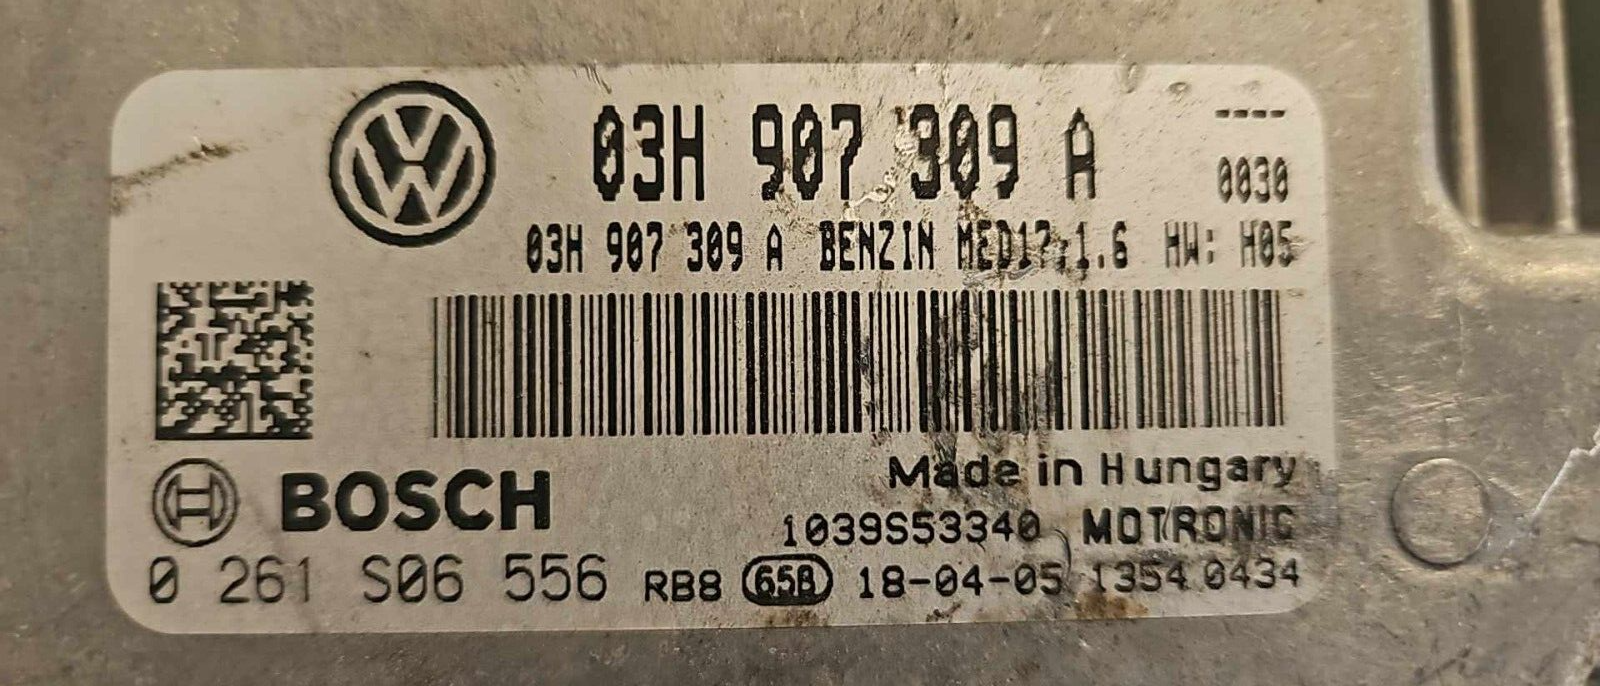 03H 907 309 A ----
0030
03H 907 309 A BENZIN MED17.1.6 HW: H05
Made in Hungary
BOSCH
1039S53340 MOTRONIC
0 261 S06 556 RB8 65B 18-04-05 1354 0434